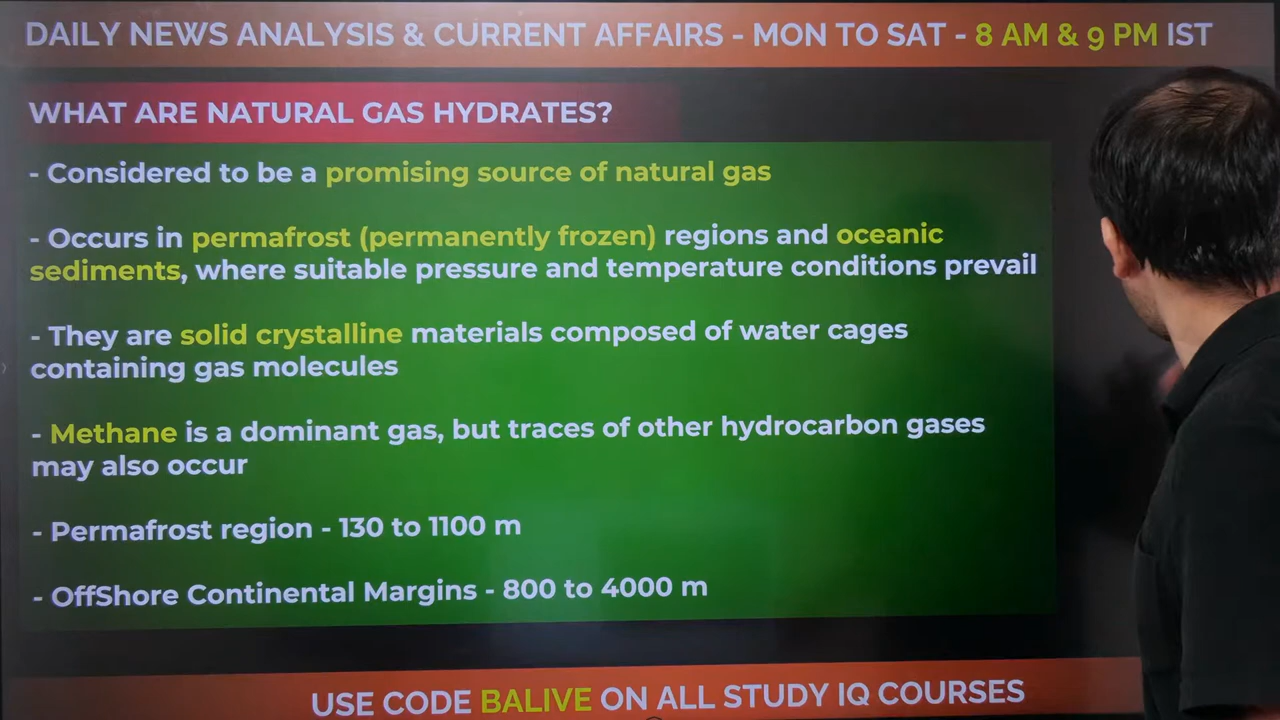 DAILY NEWS ANALYSIS & CURRENT AFFAIRS - MON TO SAT - 8 AM & 9 PM IST
WHAT ARE NATURAL GAS HYDRATES?
- Considered to be a promising source of natural gas
- Occurs in permafrost (permanently frozen) regions and oceanic
sediments, where suitable pressure and temperature conditions prevail
- They are solid crystalline materials composed of water cages
containing gas molecules
- Methane is a dominant gas, but traces of other hydrocarbon gases
may also occur
- Permafrost region - 130 to 1100 m
- OffShore Continental Margins - 800 to 4000 m
USE CODE BALIVE ON ALL STUDY IQ COURSES